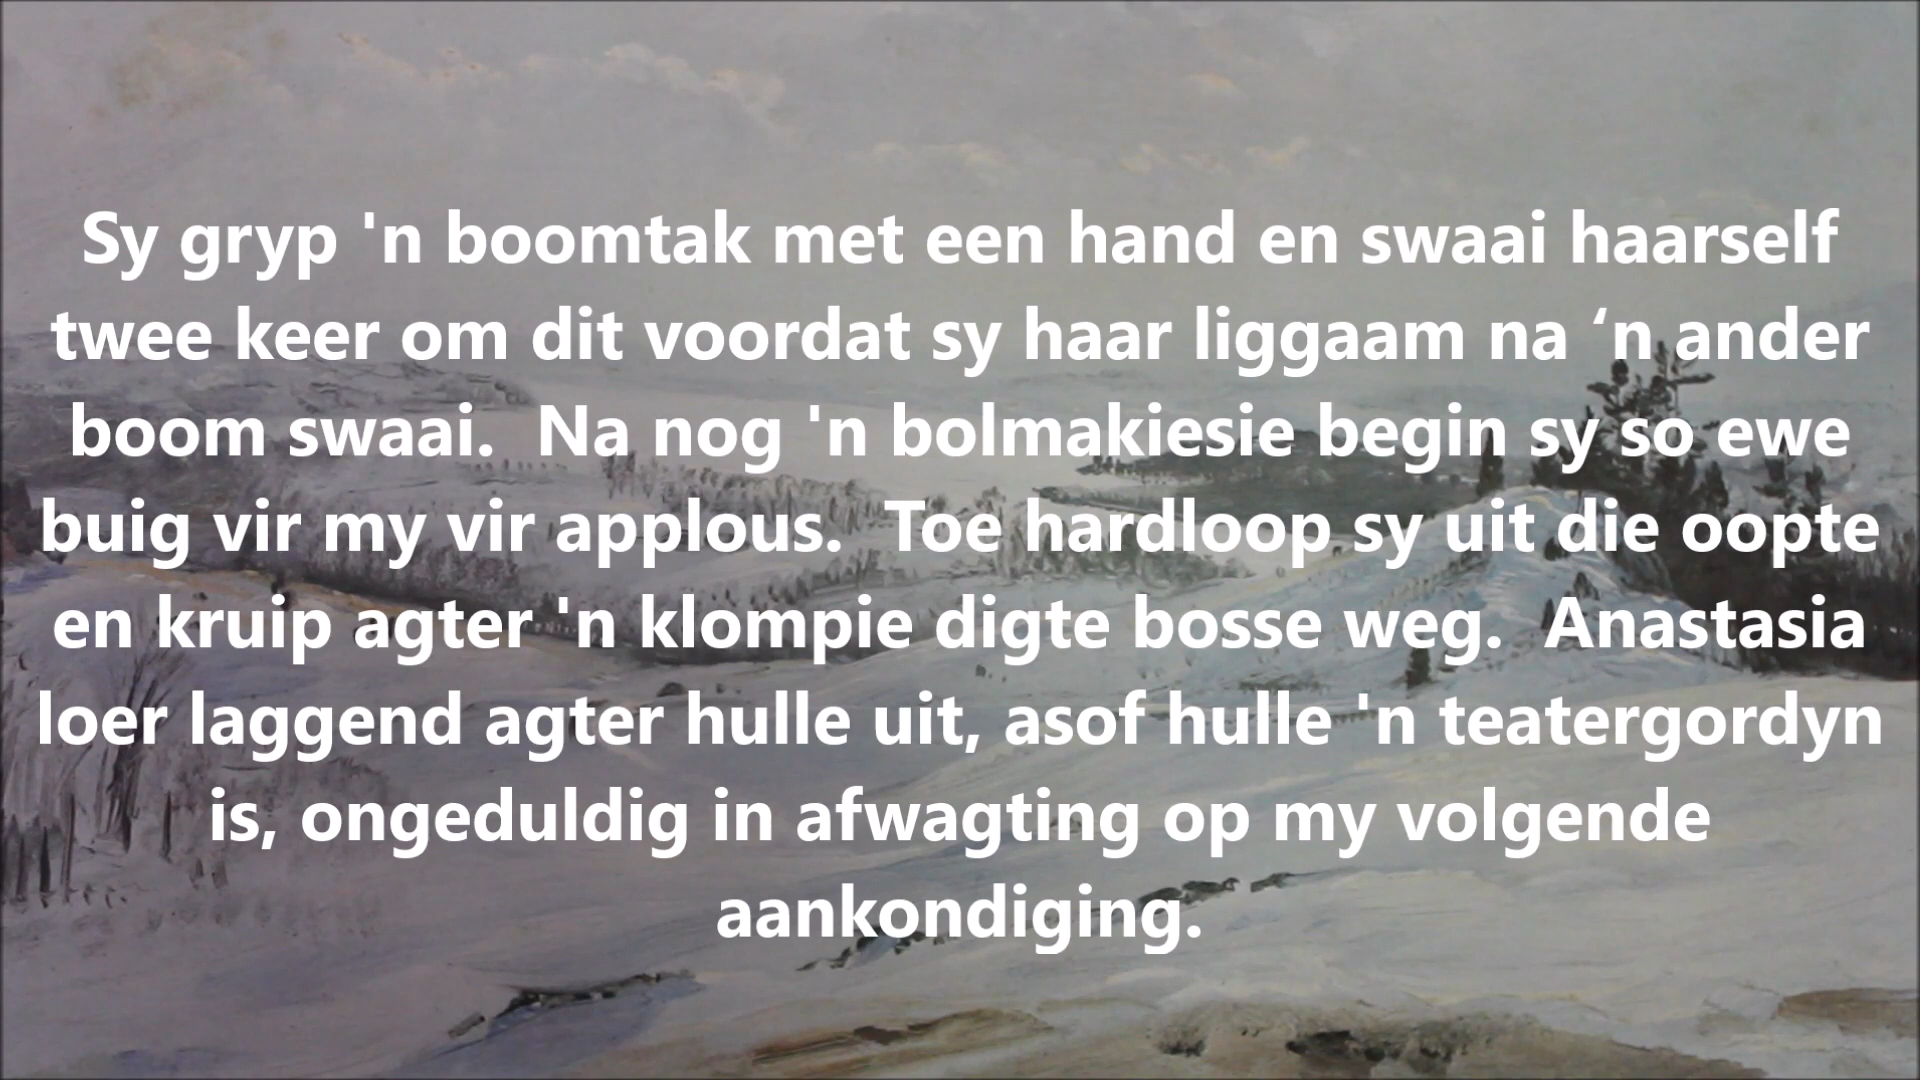 Sy gryp 'n boomtak met een hand en swaai haarself
twee keer om dit voordat sy haar liggaam na ‘n ander
boom swaai.  Na nog 'n bolmakiesie begin sy so ewe
buig vir my vir applous.  Toe hardloop sy uit die oopte
en kruip agter 'n klompie digte bosse weg.  Anastasia
loer laggend agter hulle uit, asof hulle 'n teatergordyn
is, ongeduldig in afwagting op my volgende
aankondiging.